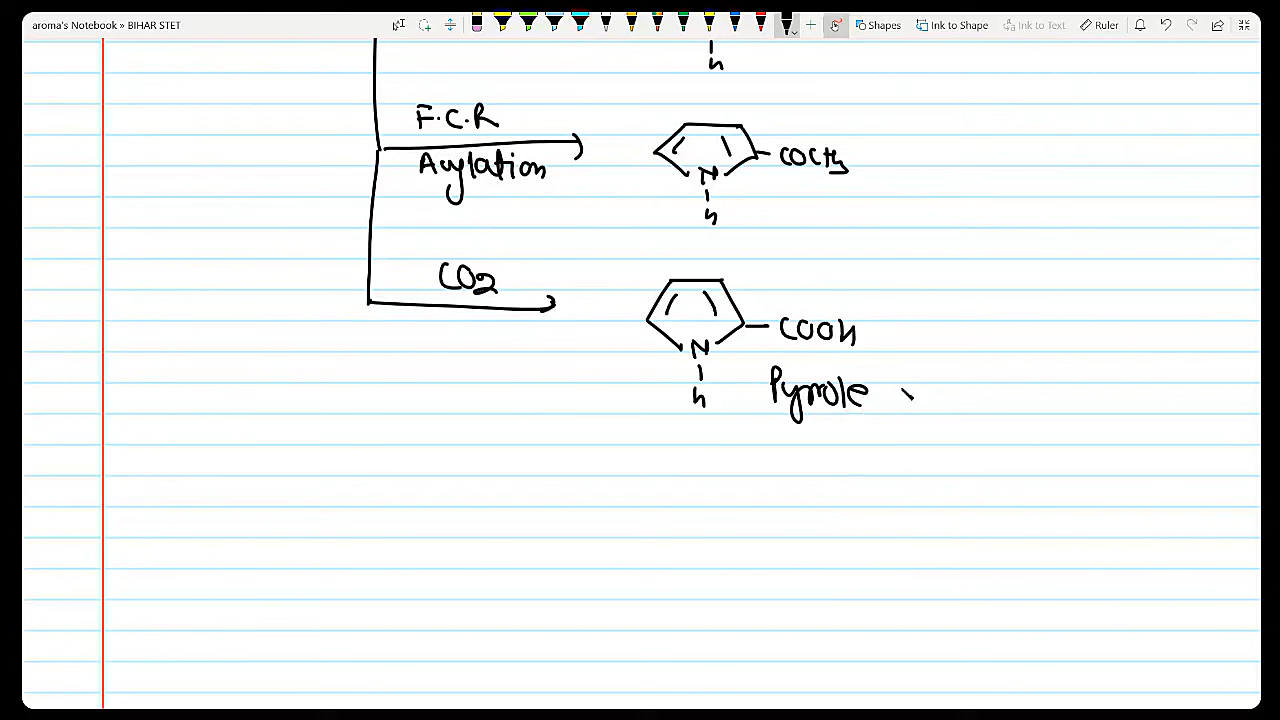 aroma's Notebook » BIHAR STET
Shapes
Ink to Shape
Ink to Text
Ruler
h
F.C.R
Acylation
COCH3
N
h
CO2
COOH
N
h
Pyrrole